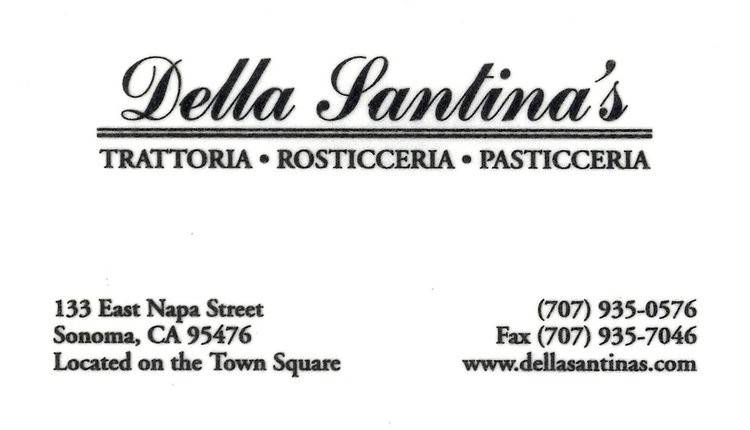 Della Santina's
TRATTORIA • ROSTICCERIA • PASTICCERIA
133 East Napa Street
Sonoma, CA 95476
Located on the Town Square
(707) 935-0576
Fax (707) 935-7046
www.dellasantinas.com